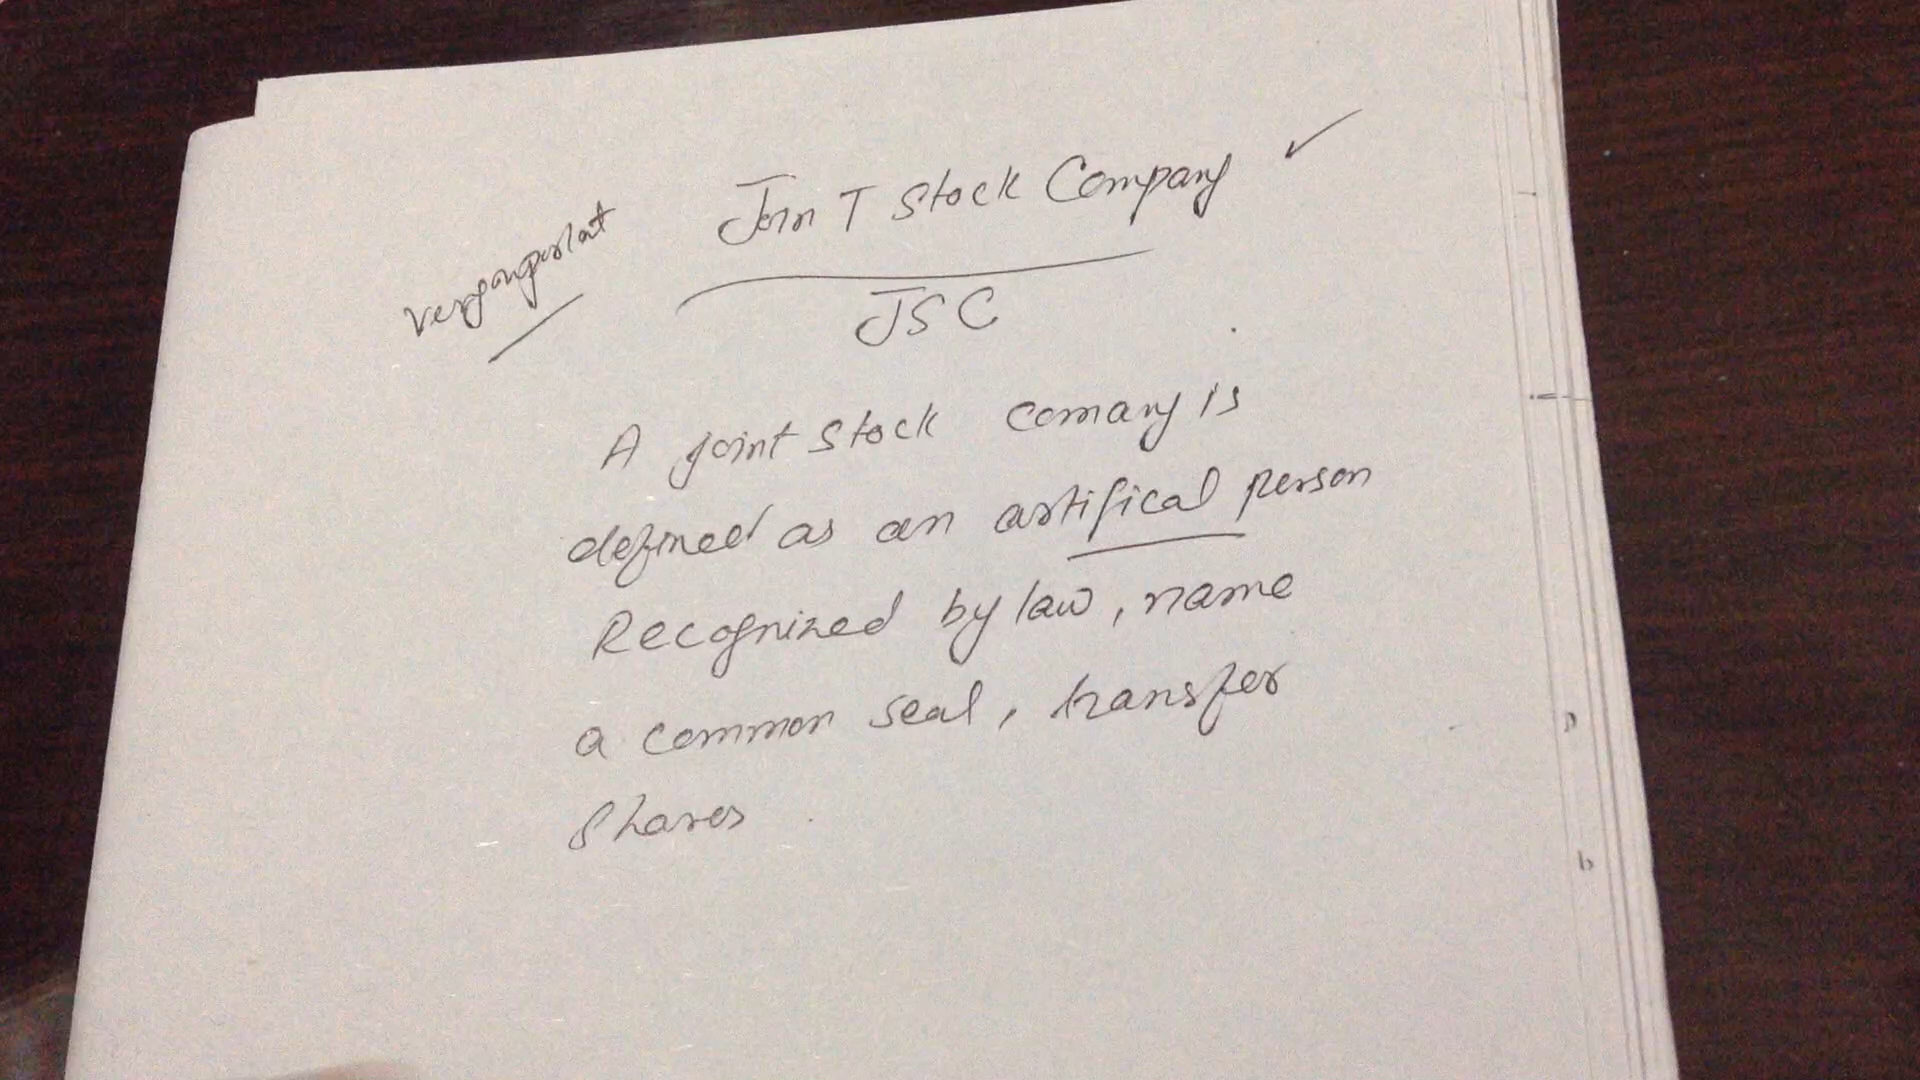 Join T Stock Company
JSC
A joint stock comany is
defined as an artifical person
Recognized by law, name
a common seal, transfer
shares
b